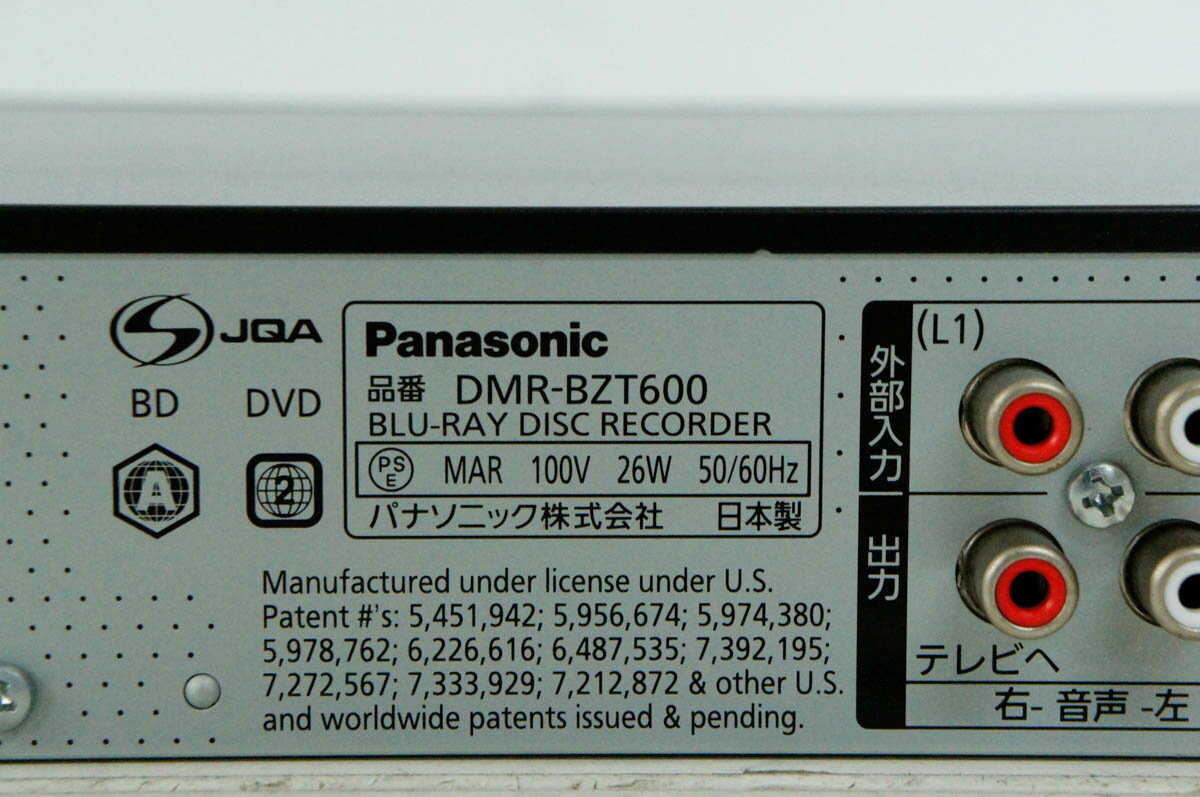 JQA
BD DVD
A 2
Panasonic
品番 DMR-BZT600
BLU-RAY DISC RECORDER
PSE MAR 100V 26W 50/60Hz
パナソニック株式会社 日本製
Manufactured under license under U.S.
Patent #'s: 5,451,942; 5,956,674; 5,974,380;
5,978,762; 6,226,616; 6,487,535; 7,392,195;
7,272,567; 7,333,929; 7,212,872 & other U.S.
and worldwide patents issued & pending.
(L1)
外部入力
出力
テレビへ
右- 音声 -左